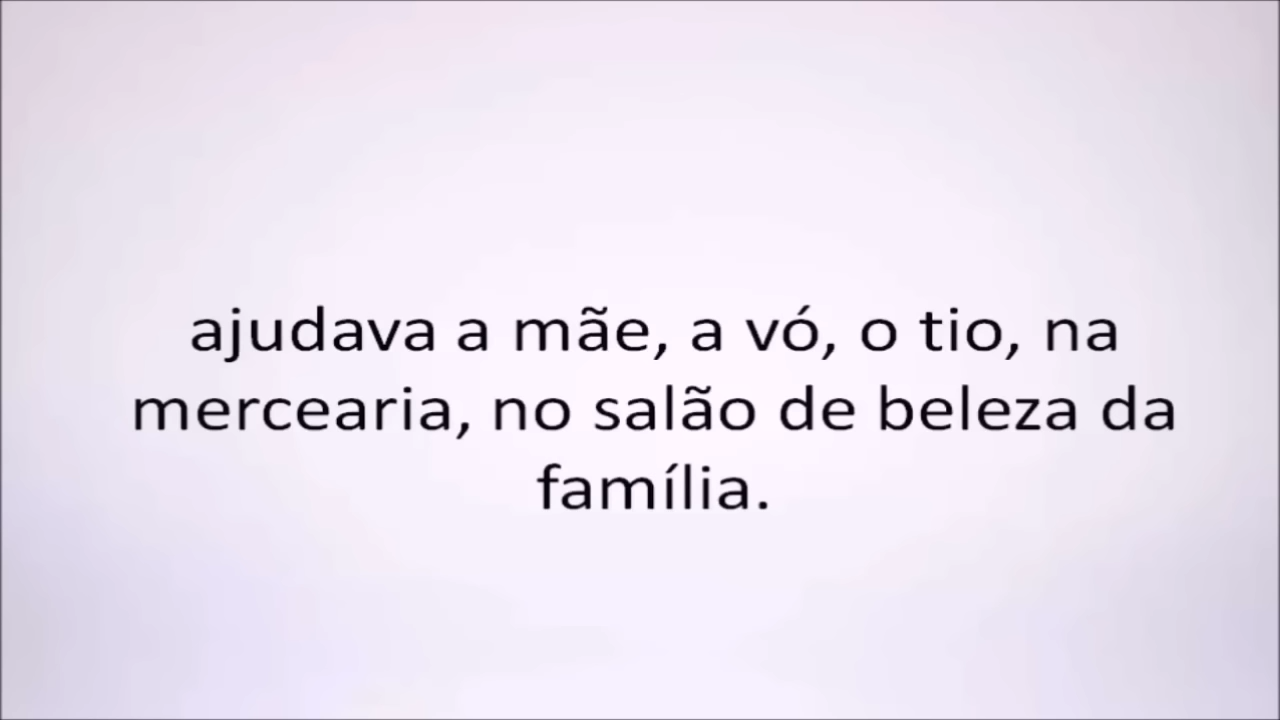 ajudava a mãe, a vó, o tio, na
mercearia, no salão de beleza da
família.